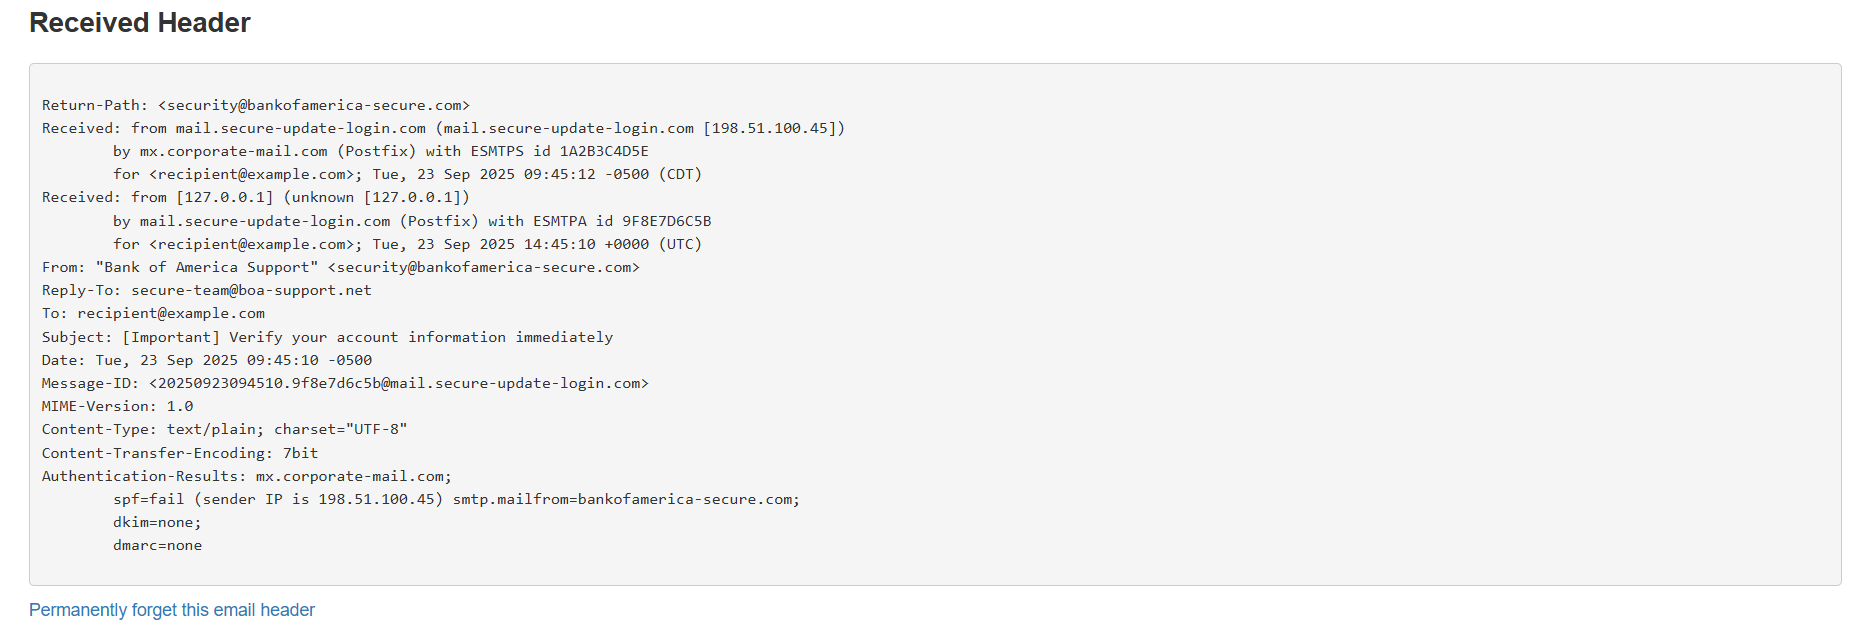 Received Header
Return-Path: <security@bankofamerica-secure.com>
Received: from mail.secure-update-login.com (mail.secure-update-login.com [198.51.100.45])
by mx.corporate-mail.com (Postfix) with ESMTPS id 1A2B3C4D5E
for <recipient@example.com>; Tue, 23 Sep 2025 09:45:12 -0500 (CDT)
Received: from [127.0.0.1] (unknown [127.0.0.1])
by mail.secure-update-login.com (Postfix) with ESMTPA id 9F8E7D6C5B
for <recipient@example.com>; Tue, 23 Sep 2025 14:45:10 +0000 (UTC)
From: "Bank of America Support" <security@bankofamerica-secure.com>
Reply-To: secure-team@boa-support.net
To: recipient@example.com
Subject: [Important] Verify your account information immediately
Date: Tue, 23 Sep 2025 09:45:10 -0500
Message-ID: <20250923094510.9f8e7d6c5b@mail.secure-update-login.com>
MIME-Version: 1.0
Content-Type: text/plain; charset="UTF-8"
Content-Transfer-Encoding: 7bit
Authentication-Results: mx.corporate-mail.com;
spf=fail (sender IP is 198.51.100.45) smtp.mailfrom=bankofamerica-secure.com;
dkim=none;
dmarc=none
Permanently forget this email header